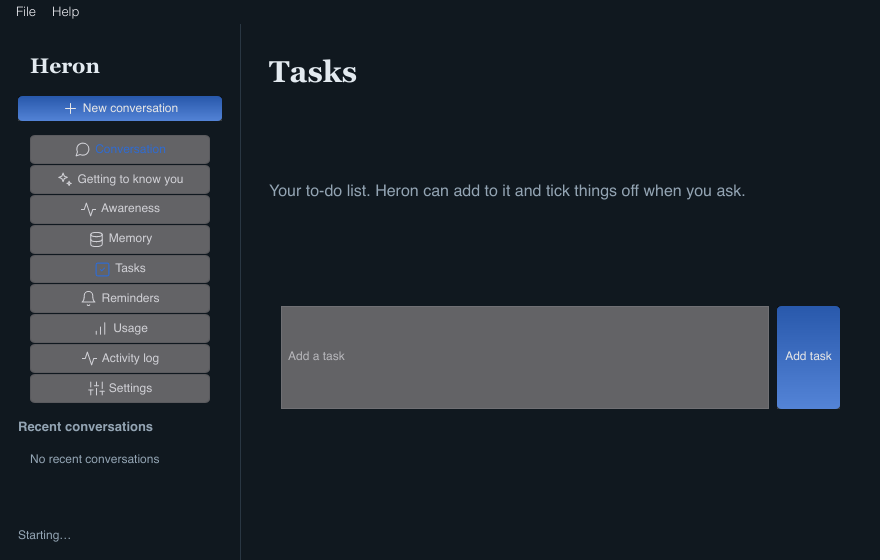 File Help
Heron
Tasks
New conversation
Conversation
Getting to know you
Awareness
Memory
Tasks
Reminders
Usage
Activity log
Settings
Recent conversations
No recent conversations
Starting…
Your to-do list. Heron can add to it and tick things off when you ask.
Add a task
Add task